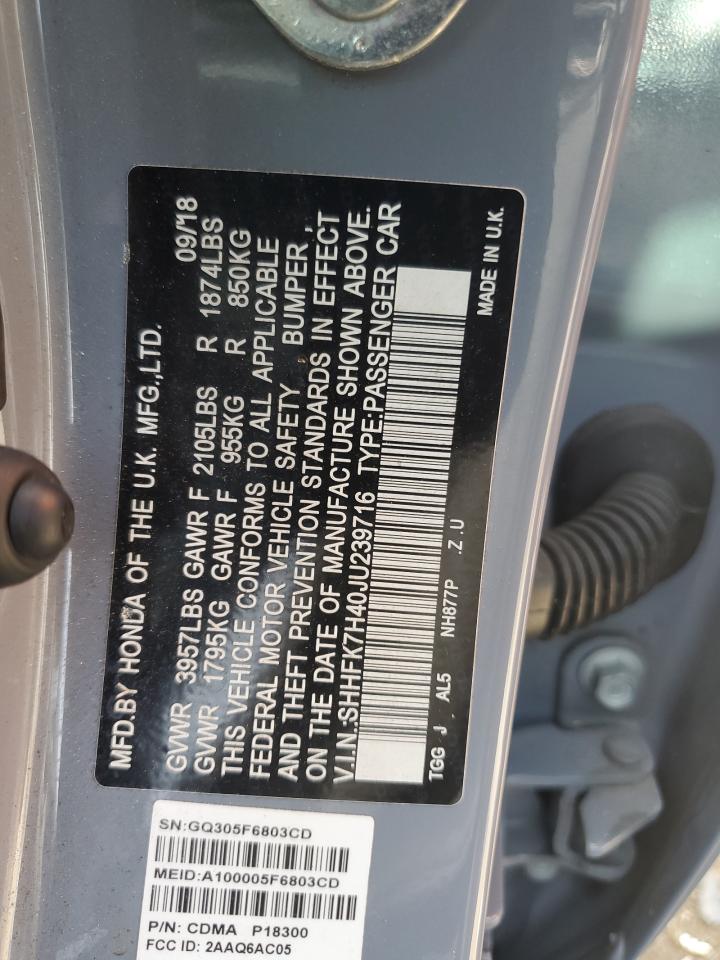 MFD.BY HONDA OF THE U.K. MFG.,LTD. 09/18
GVWR 3957LBS GAWR F 2105LBS R 1874LBS
GVWR 1795KG GAWR F 955KG R 850KG
THIS VEHICLE CONFORMS TO ALL APPLICABLE
FEDERAL MOTOR VEHICLE SAFETY BUMPER ,
AND THEFT PREVENTION STANDARDS IN EFFECT
ON THE DATE OF MANUFACTURE SHOWN ABOVE.
V.I.N.:SHHFK7H40JU239716 TYPE:PASSENGER CAR
TGG J AL5 NH877P .Z .U MADE IN U.K.
SN:GQ305F6803CD
MEID:A100005F6803CD
P/N: CDMA P18300
FCC ID: 2AAQ6AC05